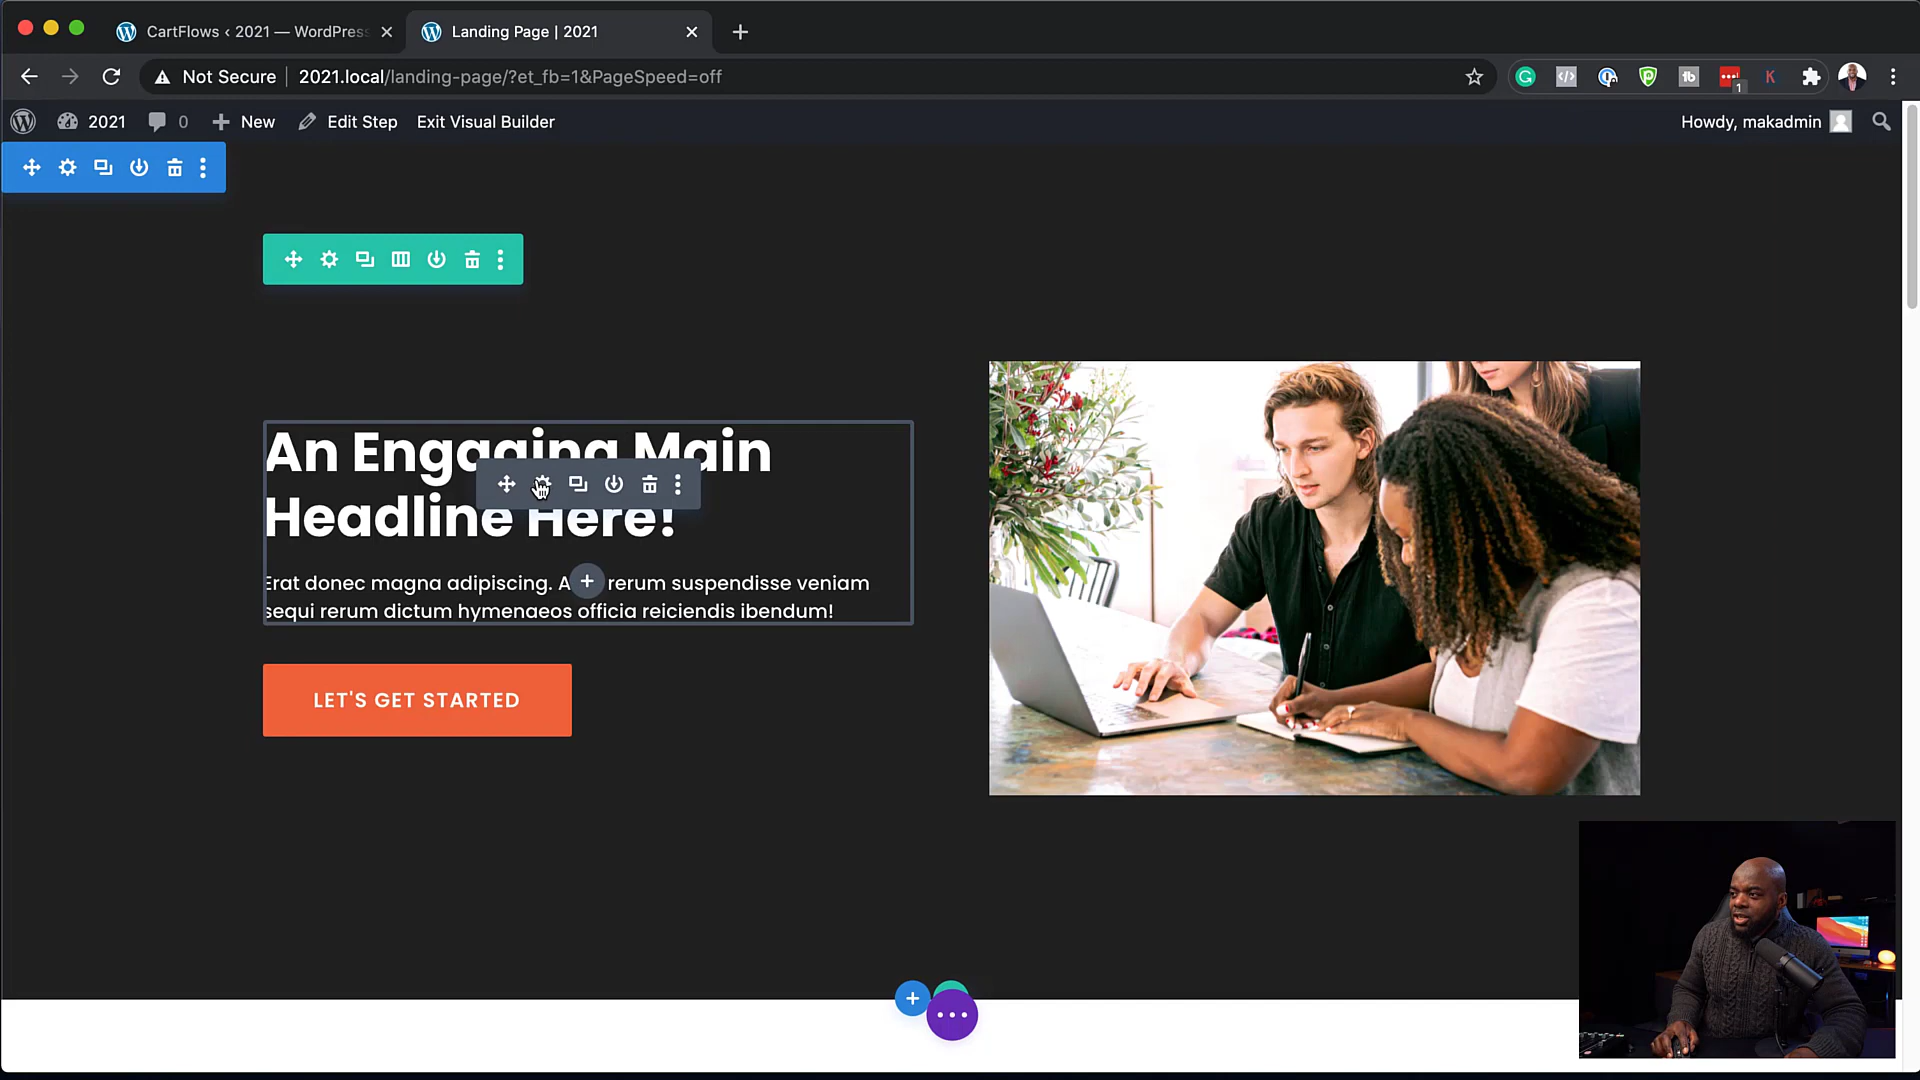 CartFlows ‹ 2021 — WordPress
Landing Page | 2021
Not Secure
2021.local/landing-page/?et_fb=1&PageSpeed=off
1
2021
0
New
Edit Step
Exit Visual Builder
Howdy, makadmin
An Engaging Main
Headline Here!
Erat donec magna adipiscing. A rerum suspendisse veniam
sequi rerum dictum hymenaeos officia reiciendis ibendum!
LET'S GET STARTED